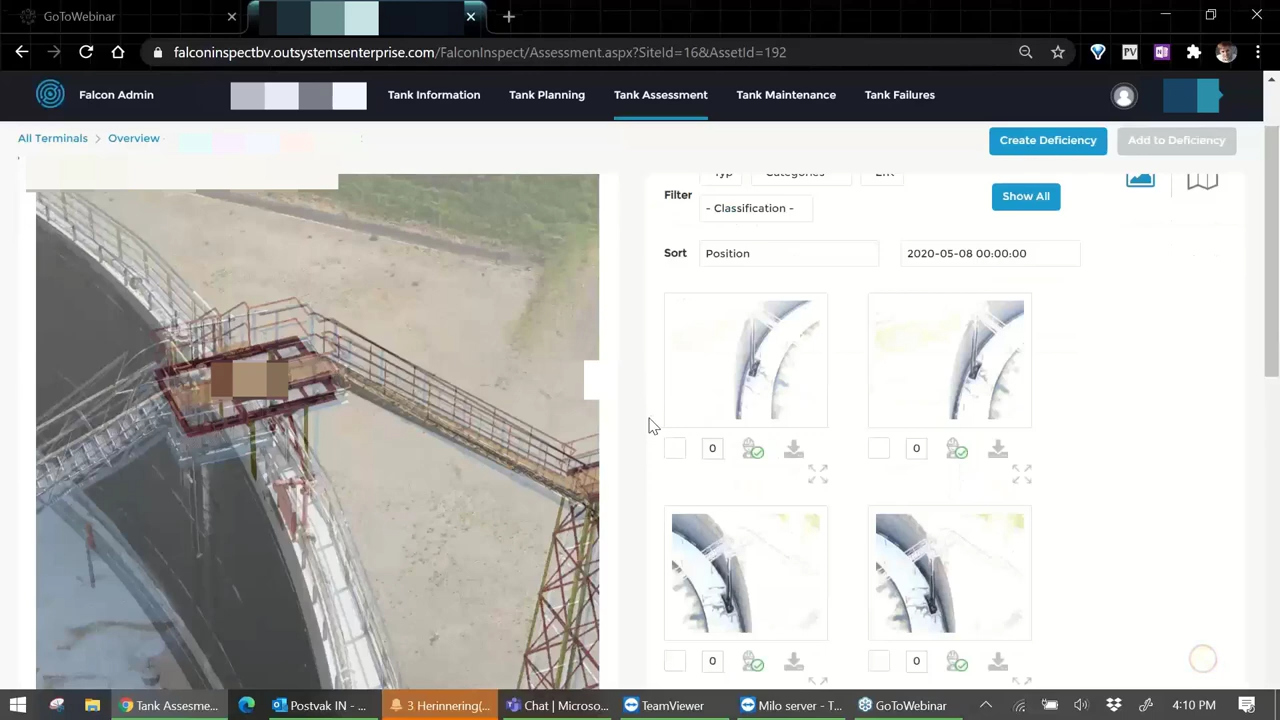 GoToWebinar
falconinspectbv.outsystemsenterprise.com/FalconInspect/Assessment.aspx?SiteId=16&AssetId=192
PV
N
Falcon Admin
Tank Information
Tank Planning
Tank Assessment
Tank Maintenance
Tank Failures
All Terminals > Overview
Create Deficiency
Add to Deficiency
Filter
- Classification -
Show All
Sort
Position
2020-05-08 00:00:00
0
0
0
0
Tank Assesme...
Postvak IN - ...
3 Herinnering(...
Chat | Microso...
TeamViewer
Milo server - T...
GoToWebinar
4:10 PM